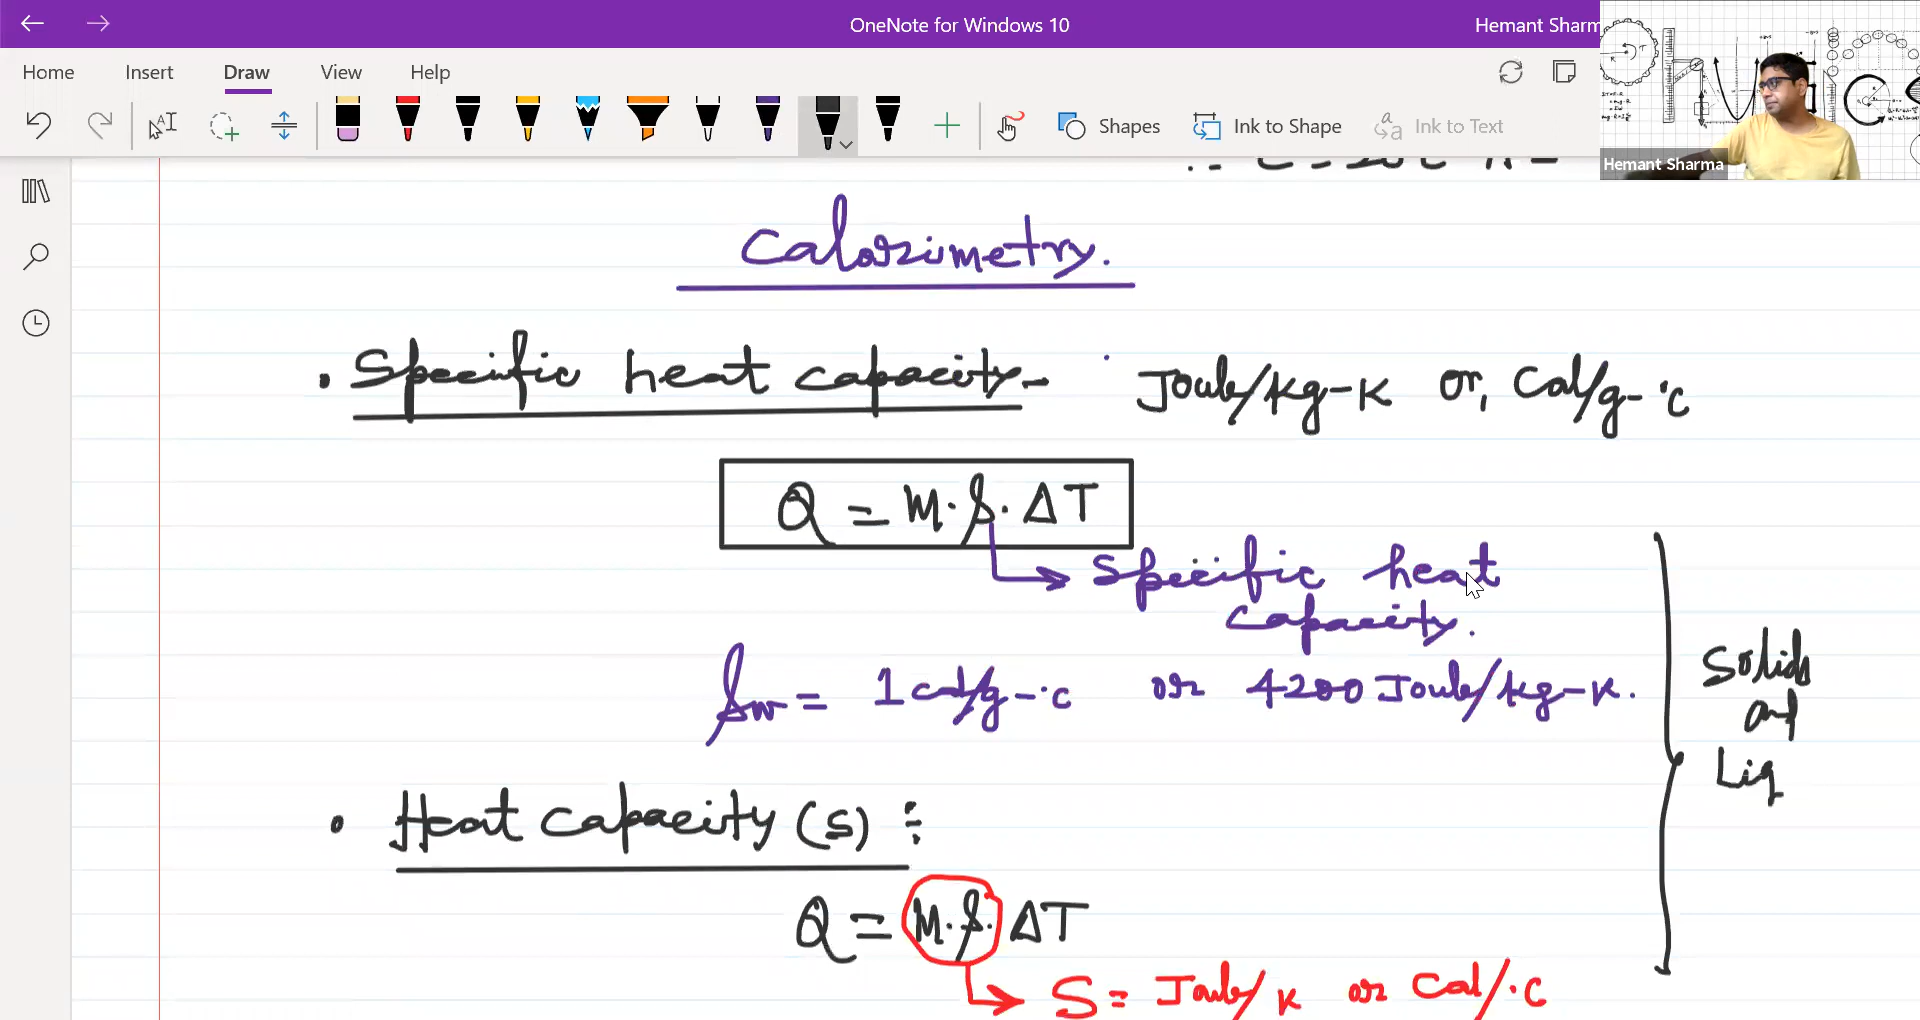 OneNote for Windows 10
Hemant Sharm
Home Insert Draw View Help
Shapes Ink to Shape Ink to Text
Hemant Sharma
Calorimetry.
• Specific heat capacity – Joule/kg-K or, Cal/g-°C
Q = M·s·ΔT
→ Specific heat
capacity.
s_w = 1 cal/g-°C or 4200 Joule/kg-K.
Solids
and
Liq
• Heat capacity (S) :-
Q = M·s·ΔT
→ S = Joule/K or Cal/°C